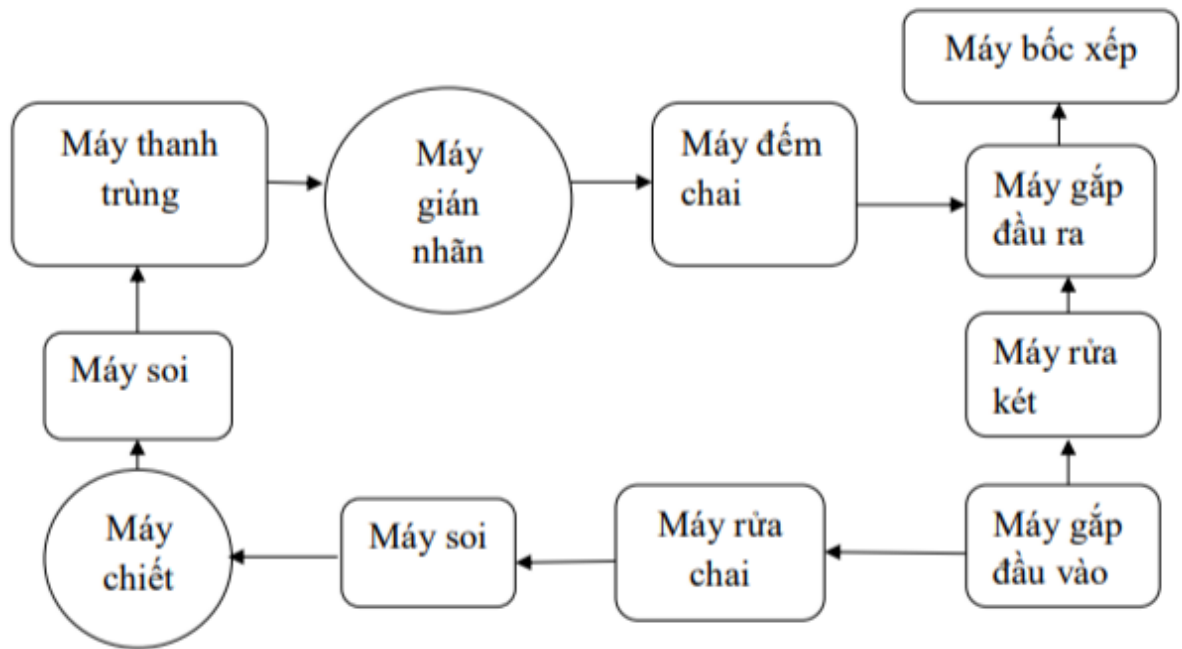 Máy bốc xếp
Máy thanh
trùng
Máy
gián
nhãn
Máy đếm
chai
Máy gắp
đầu ra
Máy soi
Máy rửa
két
Máy
chiết
Máy soi
Máy rửa
chai
Máy gắp
đầu vào